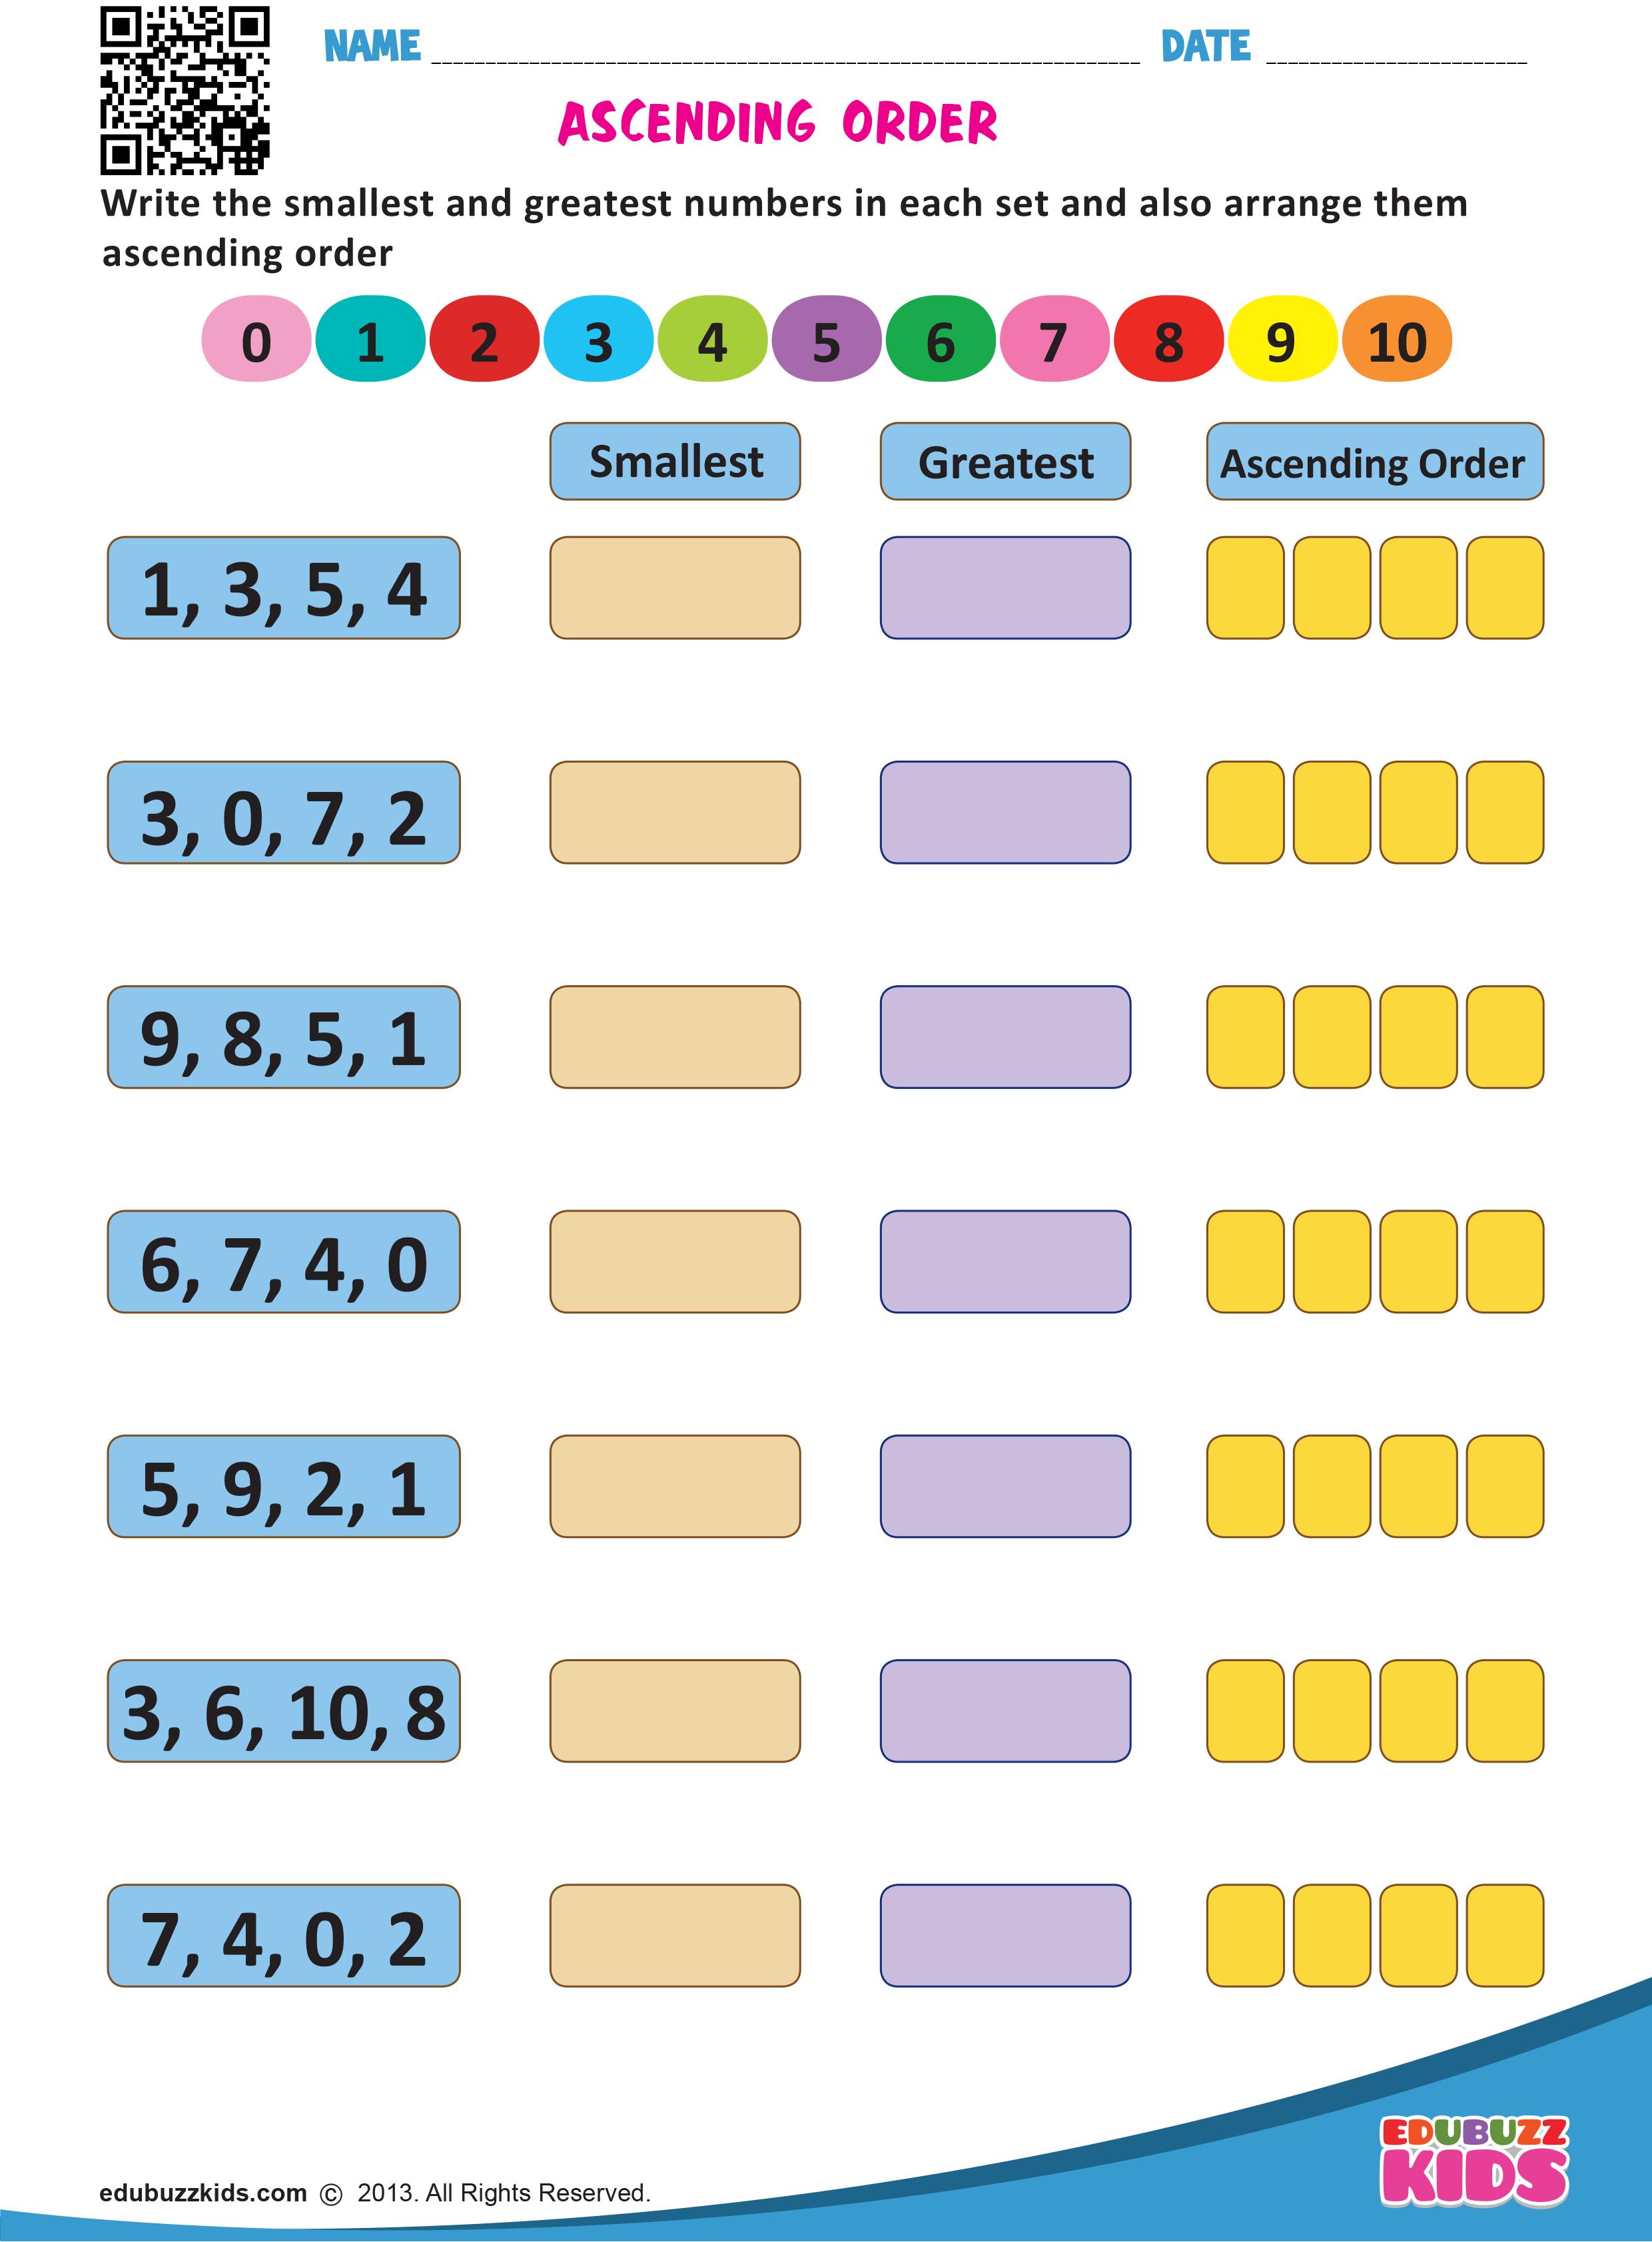 NAME DATE
ASCENDING ORDER
Write the smallest and greatest numbers in each set and also arrange them
ascending order
0 1 2 3 4 5 6 7 8 9 10
Smallest Greatest Ascending Order
1, 3, 5, 4
3, 0, 7, 2
9, 8, 5, 1
6, 7, 4, 0
5, 9, 2, 1
3, 6, 10, 8
7, 4, 0, 2
EDUBUZZ
KIDS
edubuzzkids.com © 2013. All Rights Reserved.